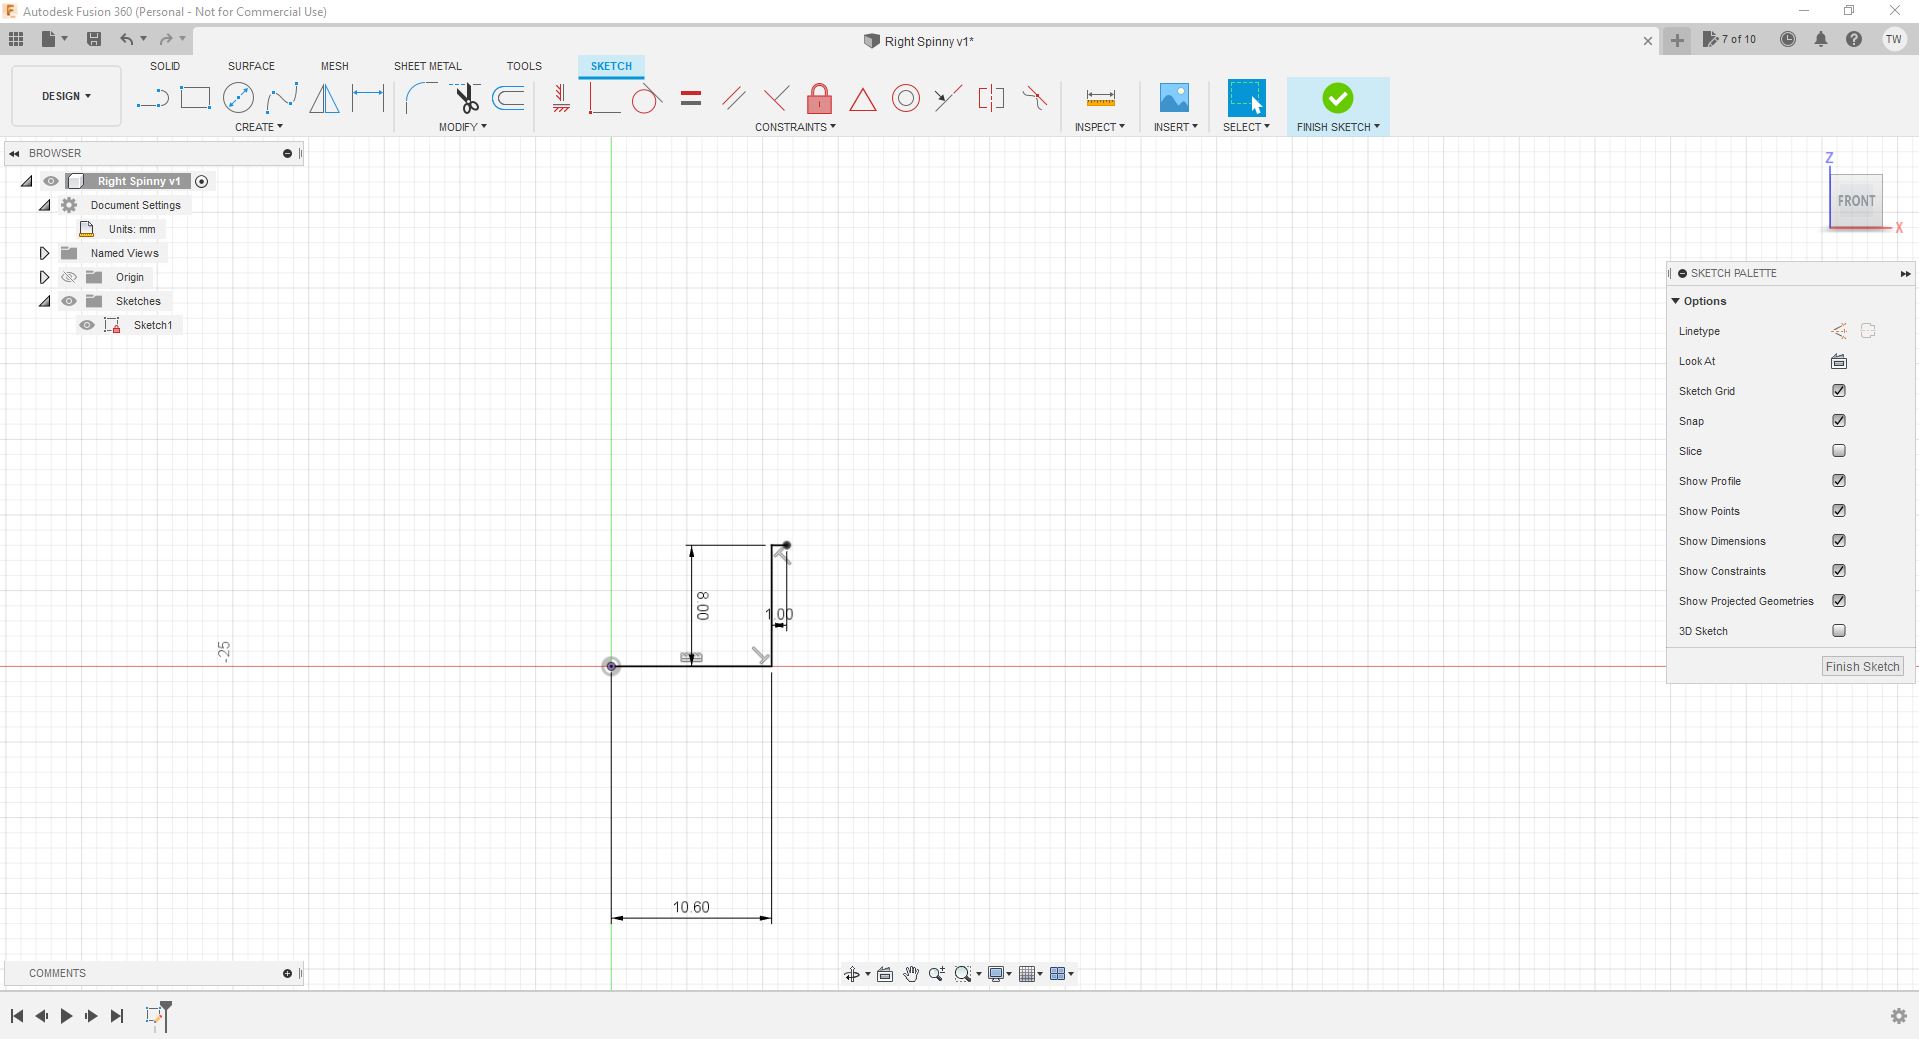 Autodesk Fusion 360 (Personal - Not for Commercial Use)
Right Spinny v1*
7 of 10
TW
SOLID
SURFACE
MESH
SHEET METAL
TOOLS
SKETCH
DESIGN
CREATE
MODIFY
CONSTRAINTS
INSPECT
INSERT
SELECT
FINISH SKETCH
BROWSER
Right Spinny v1
Document Settings
Units: mm
Named Views
Origin
Sketches
Sketch1
Z
FRONT
X
SKETCH PALETTE
Options
Linetype
Look At
Sketch Grid
Snap
Slice
Show Profile
Show Points
Show Dimensions
Show Constraints
Show Projected Geometries
3D Sketch
Finish Sketch
8.00
1.00
-25
10.60
COMMENTS